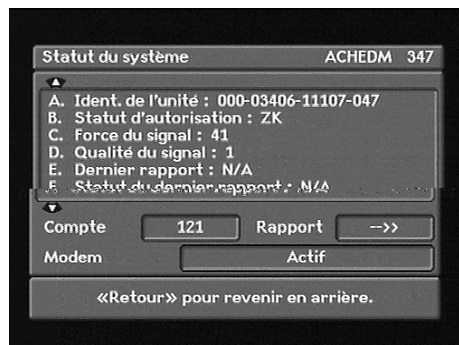 Statut du système ACHEDM 347
A. Ident. de l'unité : 000-03406-11107-047
B. Statut d'autorisation : ZK
C. Force du signal : 41
D. Qualité du signal : 1
E. Dernier rapport : N/A
F. Statut du dernier rapport : N/A
Compte 121 Rapport -->>
Modem Actif
«Retour» pour revenir en arrière.